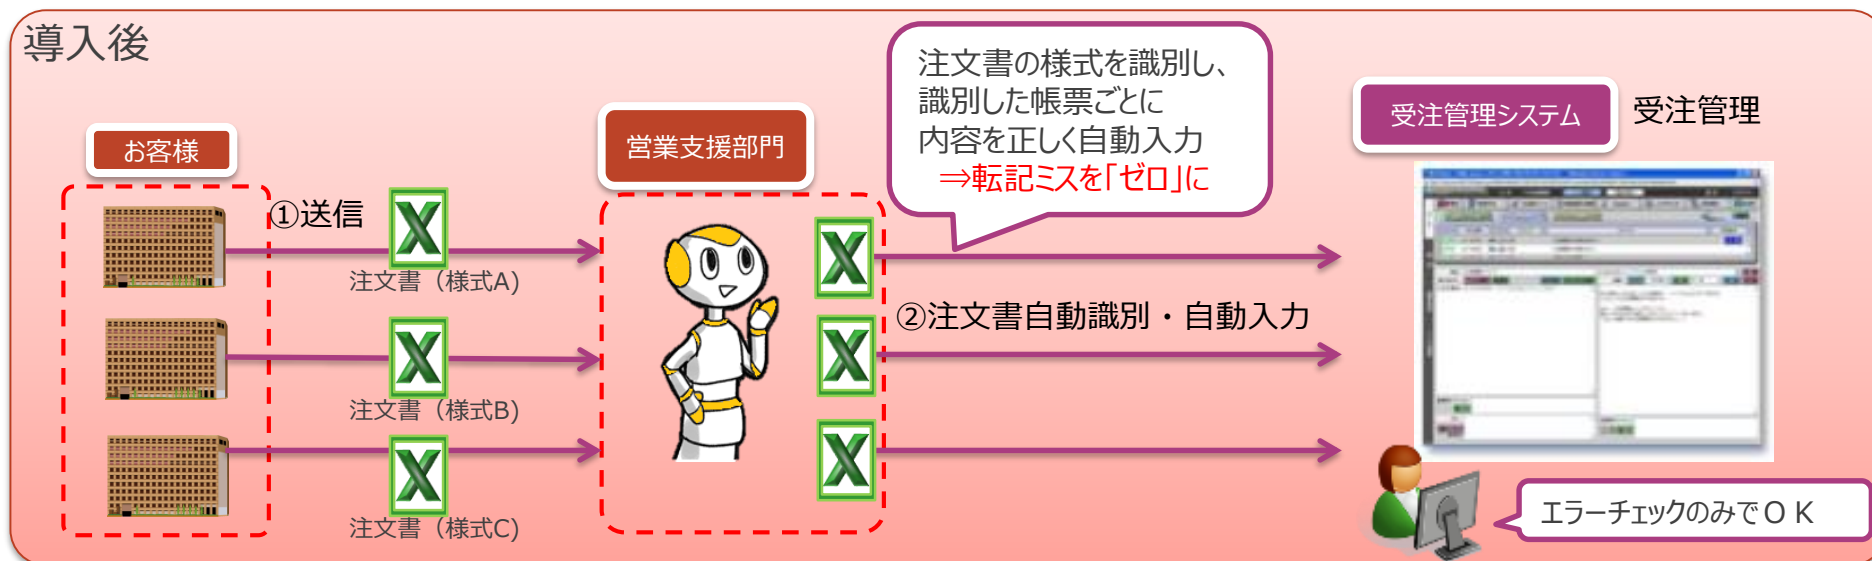 導入後
お客様
①送信
注文書（様式A)
注文書（様式B)
注文書（様式C)
営業支援部門
注文書の様式を識別し、
識別した帳票ごとに
内容を正しく自動入力
⇒転記ミスを「ゼロ」に
②注文書自動識別・自動入力
受注管理システム
受注管理
エラーチェックのみでＯＫ